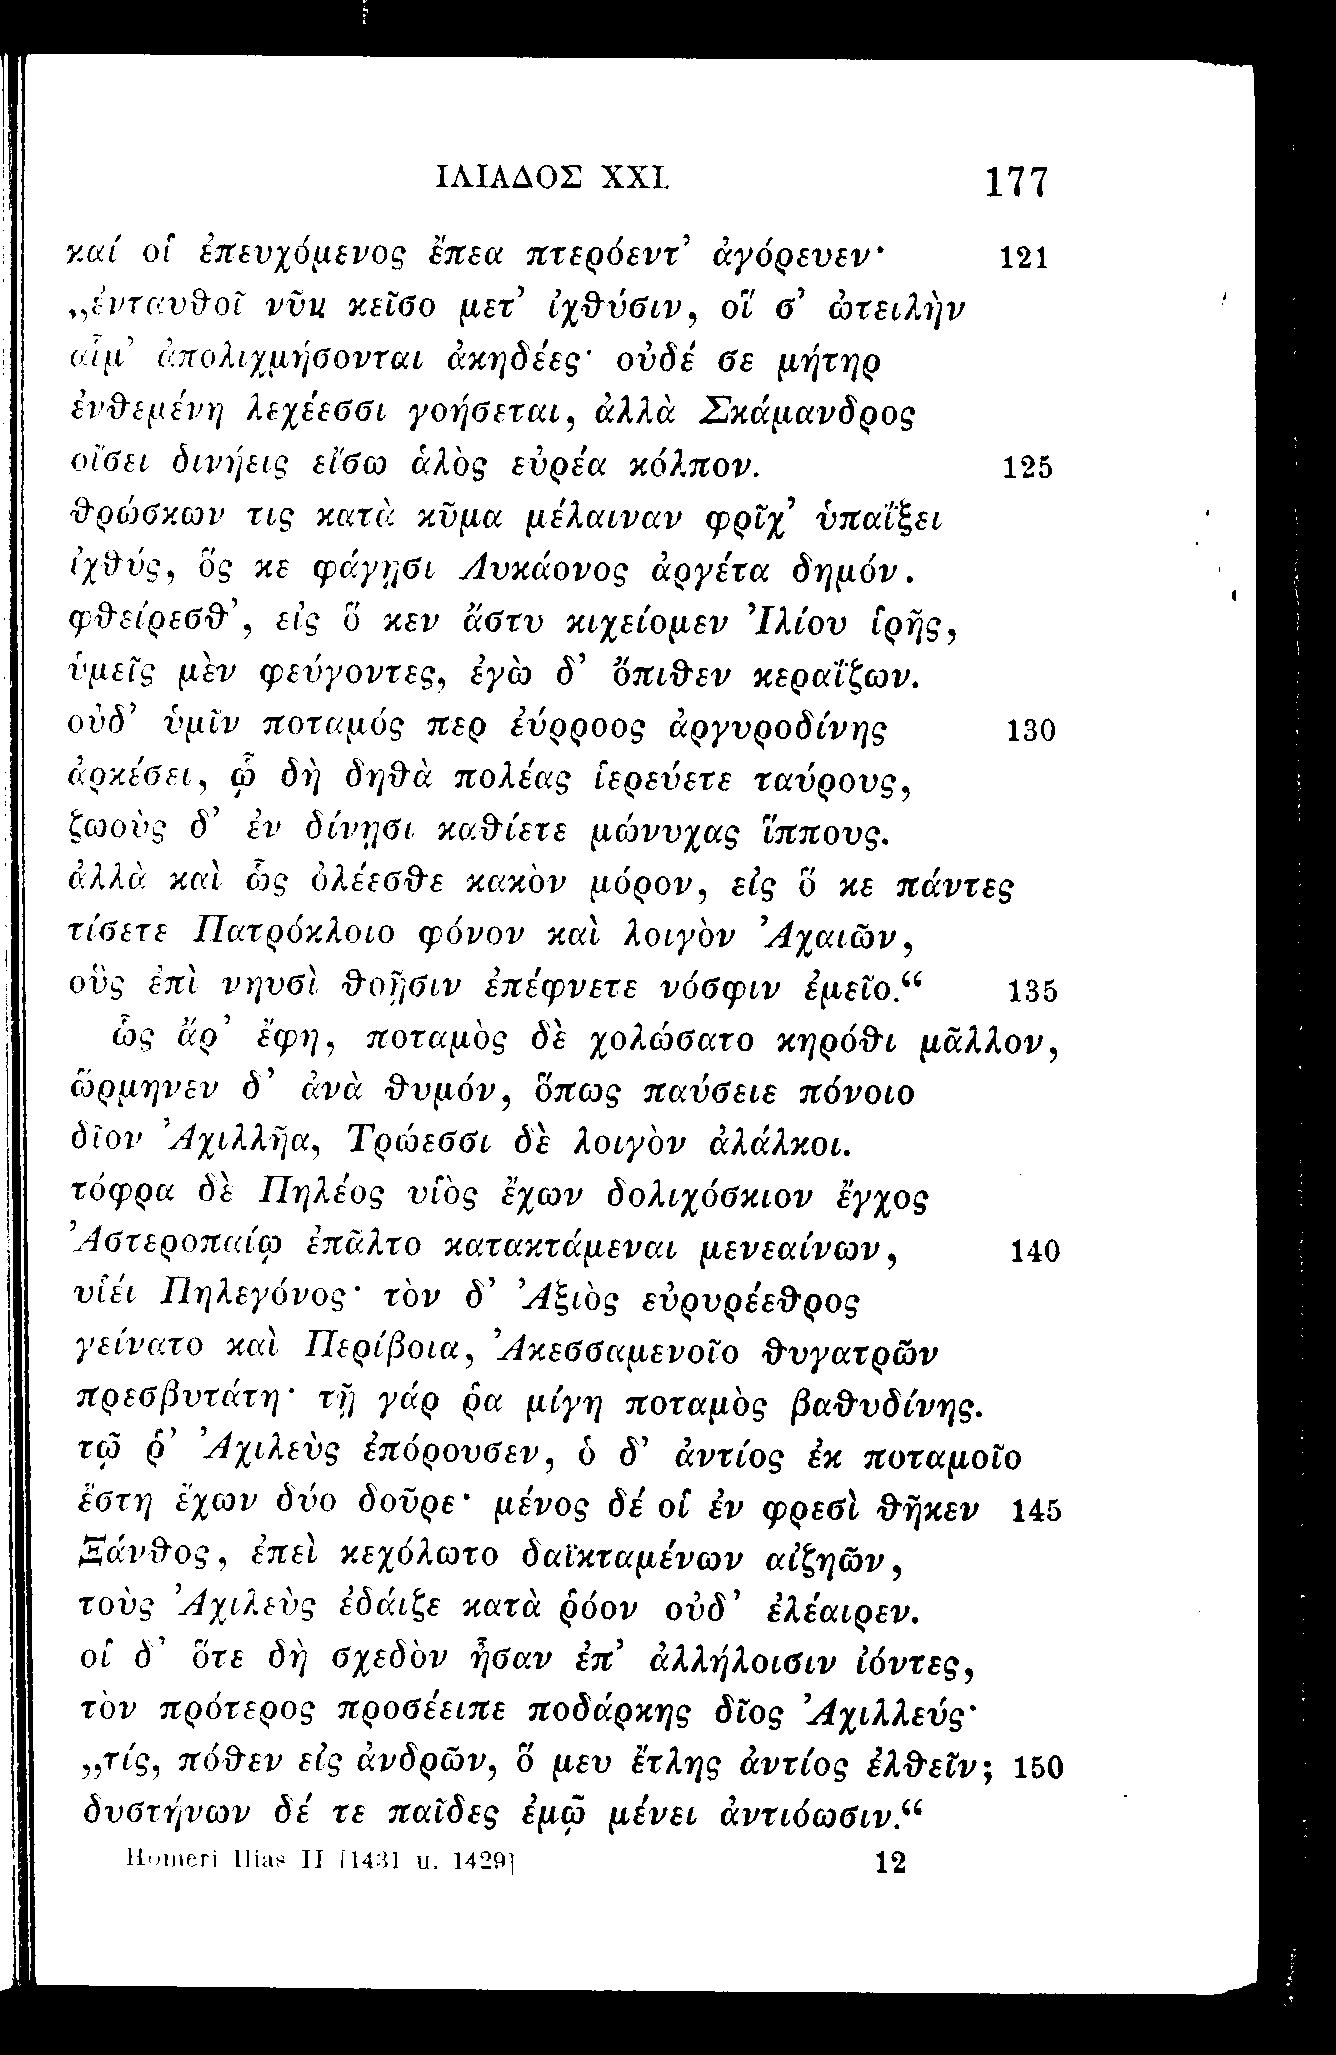 ΙΛΙΑΔΟΣ XXI. 177
καί οἱ ἐπευχόμενος ἔπεα πτερόεντ’ ἀγόρευεν· 121
„ἐνταυθοῖ νῦν κεῖσο μετ’ ἰχθύσιν, οἵ σ’ ὠτειλὴν
αἷμ’ ἀπολιχμήσονται ἀκηδέες· οὐδέ σε μήτηρ
ἐνθεμένη λεχέεσσι γοήσεται, ἀλλὰ Σκάμανδρος
οἴσει δινήεις εἴσω ἁλὸς εὐρέα κόλπον. 125
θρώσκων τις κατὰ κῦμα μέλαιναν φρῖχ’ ὑπαΐξει
ἰχθύς, ὅς κε φάγῃσι Λυκάονος ἀργέτα δημόν.
φθείρεσθ’, εἰς ὅ κεν ἄστυ κιχείομεν Ἰλίου ἱρῆς,
ὑμεῖς μὲν φεύγοντες, ἐγὼ δ’ ὄπιθεν κεραΐζων.
οὐδ’ ὑμῖν ποταμός περ ἐύρροος ἀργυροδίνης 130
ἀρκέσει, ᾧ δὴ δηθὰ πολέας ἱερεύετε ταύρους,
ζωοὺς δ’ ἐν δίνῃσι καθίετε μώνυχας ἵππους.
ἀλλὰ καὶ ὧς ὀλέεσθε κακὸν μόρον, εἰς ὅ κε πάντες
τίσετε Πατρόκλοιο φόνον καὶ λοιγὸν Ἀχαιῶν,
οὓς ἐπὶ νηυσὶ θοῇσιν ἐπέφνετε νόσφιν ἐμεῖο.“ 135
ὧς ἄρ’ ἔφη, ποταμὸς δὲ χολώσατο κηρόθι μᾶλλον,
ὥρμηνεν δ’ ἀνὰ θυμόν, ὅπως παύσειε πόνοιο
δῖον Ἀχιλλῆα, Τρώεσσι δὲ λοιγὸν ἀλάλκοι.
τόφρα δὲ Πηλέος υἱὸς ἔχων δολιχόσκιον ἔγχος
Ἀστεροπαίῳ ἐπᾶλτο κατακτάμεναι μενεαίνων, 140
υἱέι Πηλεγόνος· τὸν δ’ Ἀξιὸς εὐρυρέεθρος
γείνατο καὶ Περίβοια, Ἀκεσσαμενοῖο θυγατρῶν
πρεσβυτάτη· τῇ γάρ ῥα μίγη ποταμὸς βαθυδίνης.
τῷ ῥ’ Ἀχιλεὺς ἐπόρουσεν, ὁ δ’ ἀντίος ἐκ ποταμοῖο
ἔστη ἔχων δύο δοῦρε· μένος δέ οἱ ἐν φρεσὶ θῆκεν 145
Ξάνθος, ἐπεὶ κεχόλωτο δαϊκταμένων αἰζηῶν,
τοὺς Ἀχιλεὺς ἐδάιζε κατὰ ῥόον οὐδ’ ἐλέαιρεν.
οἱ δ’ ὅτε δὴ σχεδὸν ἦσαν ἐπ’ ἀλλήλοισιν ἰόντες,
τὸν πρότερος προσέειπε ποδάρκης δῖος Ἀχιλλεύς·
„τίς, πόθεν εἰς ἀνδρῶν, ὅ μευ ἔτλης ἀντίος ἐλθεῖν; 150
δυστήνων δέ τε παῖδες ἐμῷ μένει ἀντιόωσιν.“
Homeri Ilias II [1431 u. 1429] 12